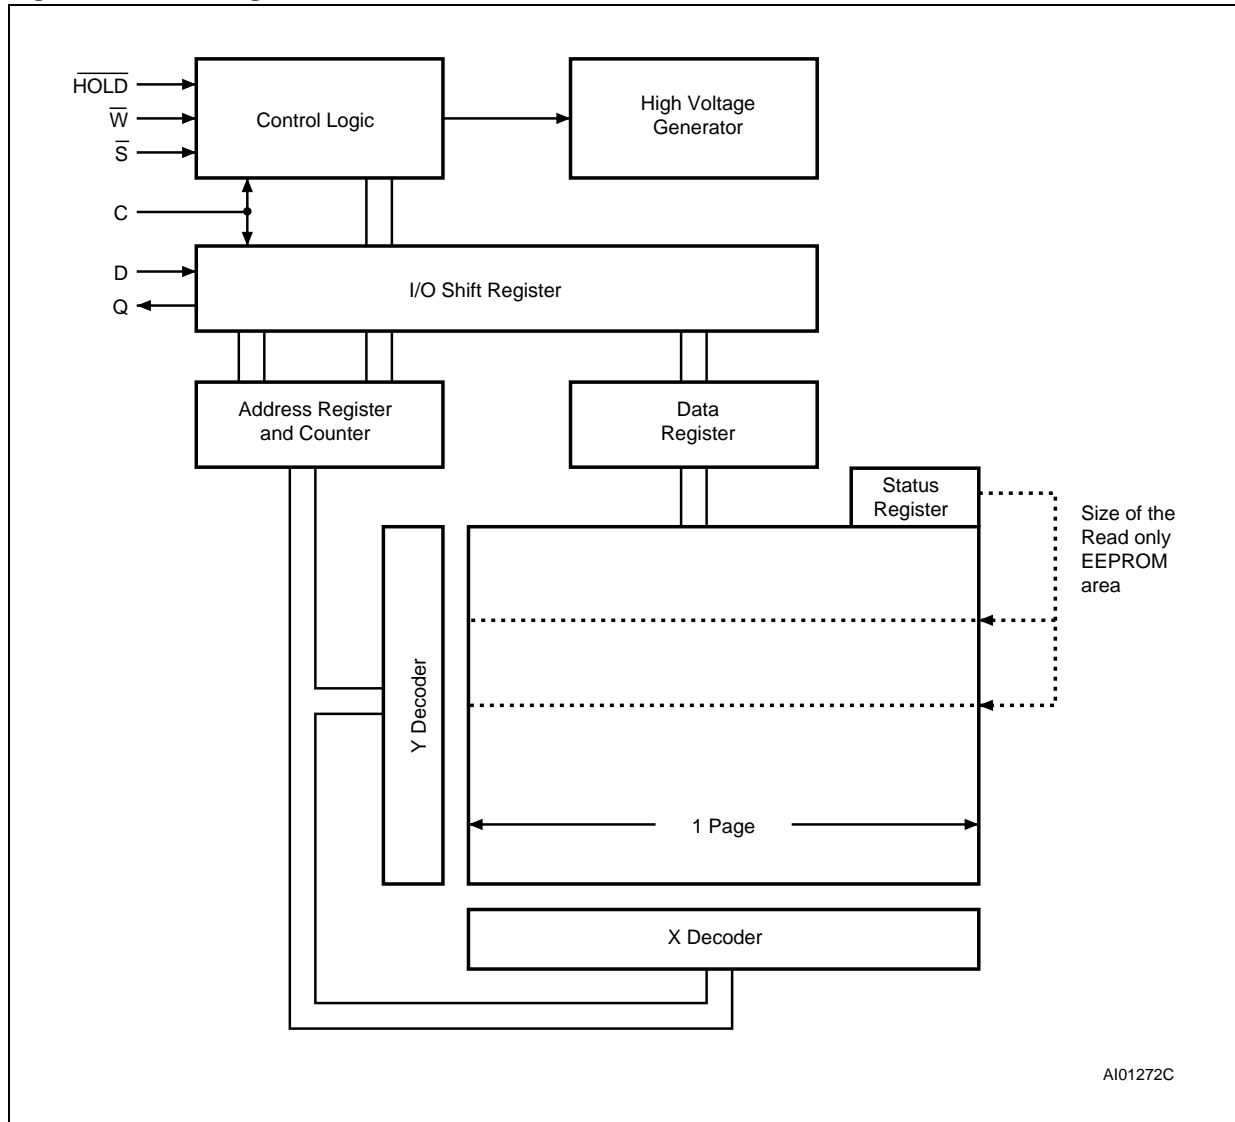 HOLD
W
S
C
D
Q
Control Logic
High Voltage
Generator
I/O Shift Register
Address Register
and Counter
Data
Register
Status
Register
Size of the
Read only
EEPROM
area
Y Decoder
1 Page
X Decoder
AI01272C